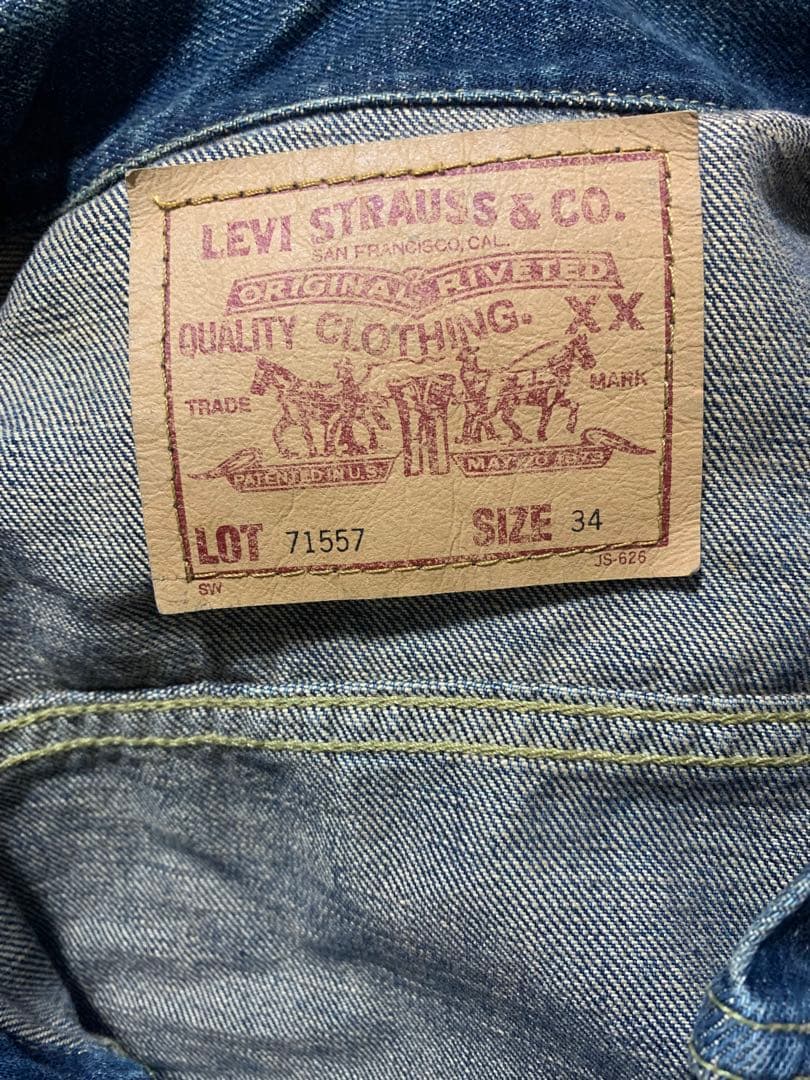 LEVI STRAUSS & CO.
SAN FRANCISCO, CAL.
ORIGINAL RIVETED
QUALITY CLOTHING. XX
TRADE MARK
PATENTED IN U.S. MAY 20 1873
LOT 71557 SIZE 34
SW JS-626